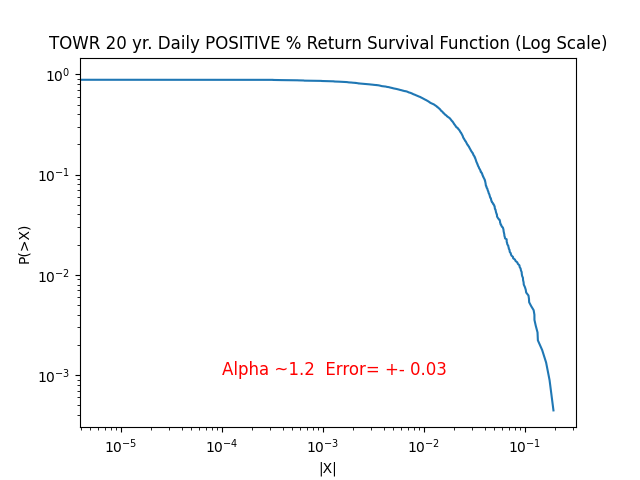 TOWR 20 yr. Daily POSITIVE % Return Survival Function (Log Scale)
10⁰
10⁻¹
10⁻²
10⁻³
P(>X)
Alpha ~1.2  Error= +- 0.03
10⁻⁵ 10⁻⁴ 10⁻³ 10⁻² 10⁻¹
|X|